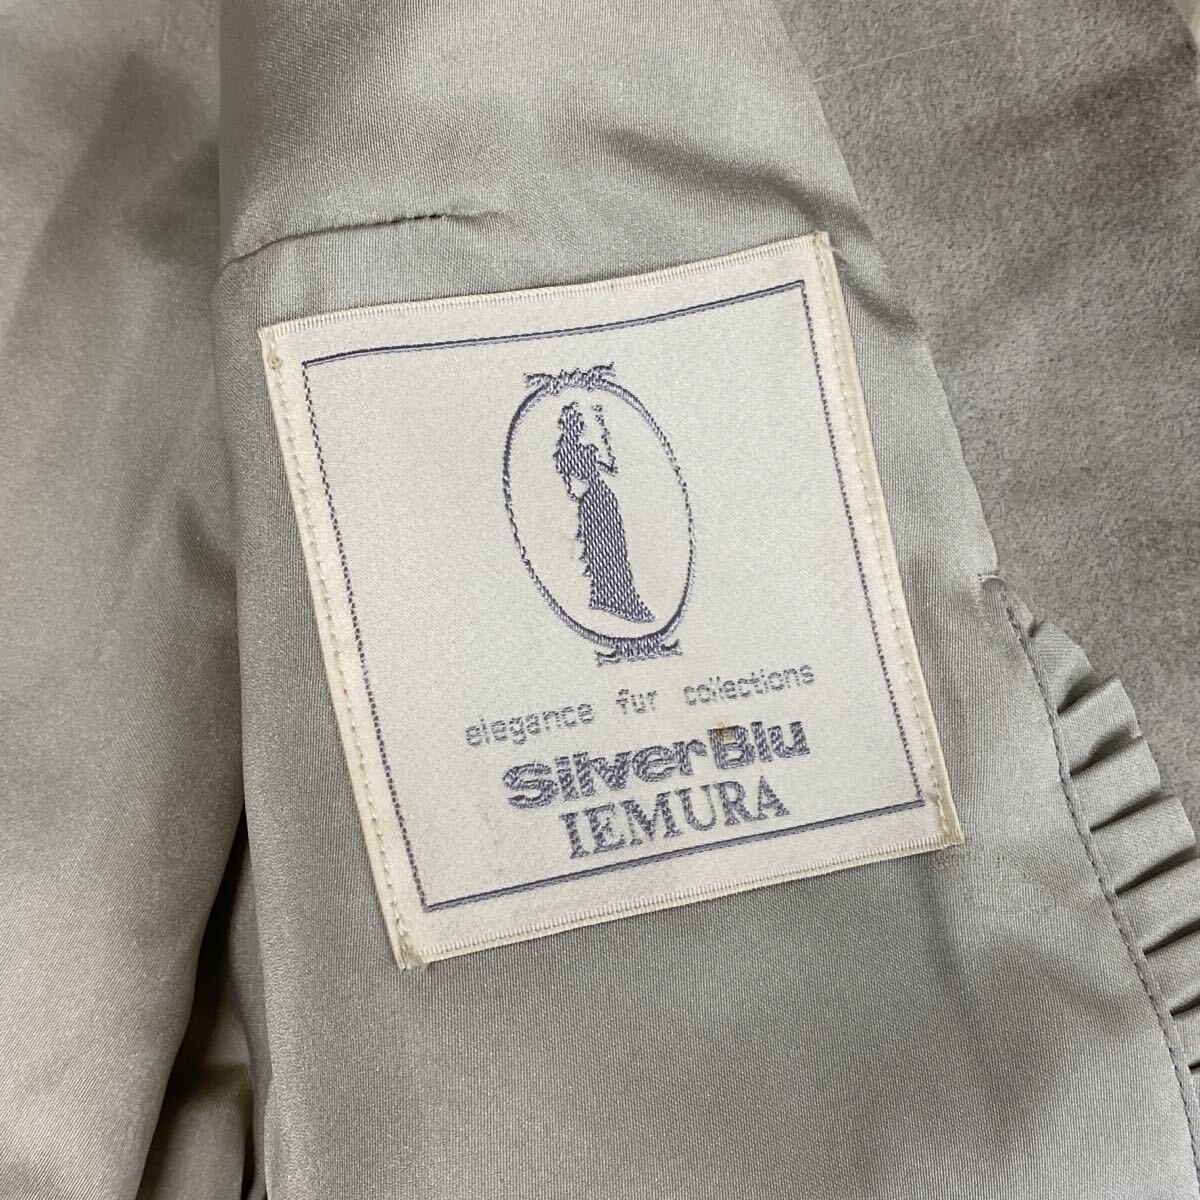 elegance fur collections
SilverBlu
IEMURA